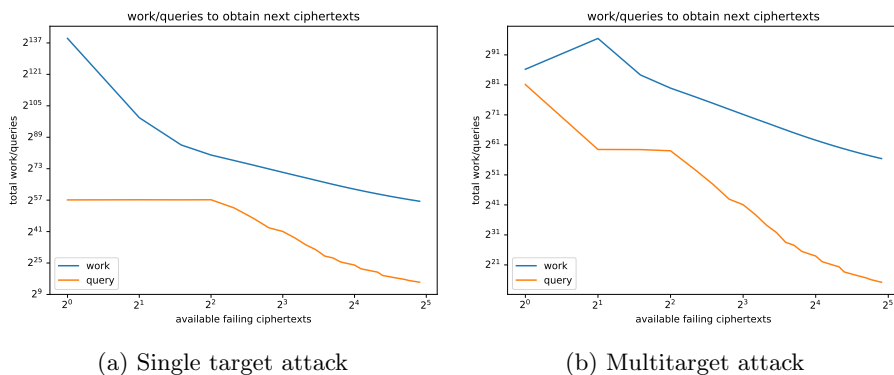 work/queries to obtain next ciphertexts
total work/queries
2^137
2^121
2^105
2^89
2^73
2^57
2^41
2^25
2^9
work
query
2^0
2^1
2^2
2^3
2^4
2^5
available failing ciphertexts
(a) Single target attack
work/queries to obtain next ciphertexts
total work/queries
2^91
2^81
2^71
2^61
2^51
2^41
2^31
2^21
work
query
2^0
2^1
2^2
2^3
2^4
2^5
available failing ciphertexts
(b) Multitarget attack